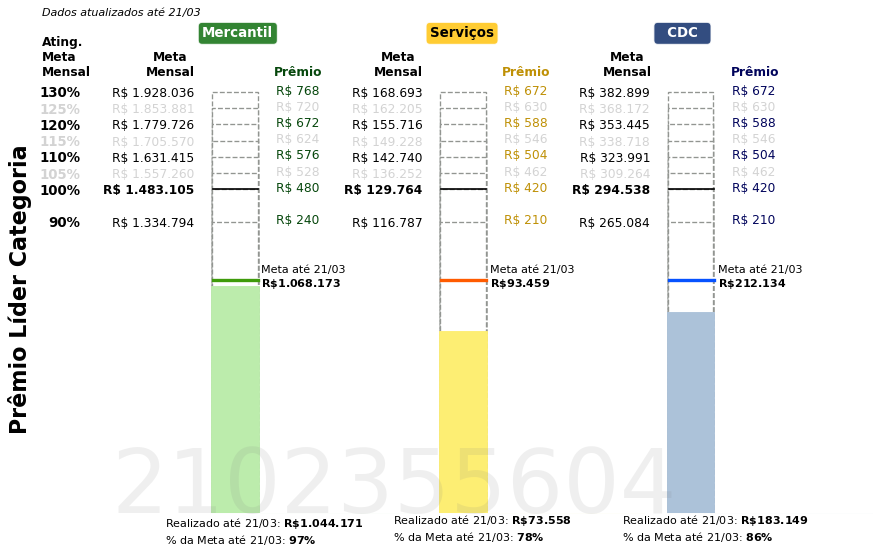 Dados atualizados até 21/03
Mercantil Serviços CDC
Ating. Meta Mensal
Meta Mensal Prêmio Meta Mensal Prêmio Meta Mensal Prêmio
130% R$ 1.928.036 R$ 768 R$ 168.693 R$ 672 R$ 382.899 R$ 672
125% R$ 1.853.881 R$ 720 R$ 162.205 R$ 630 R$ 368.172 R$ 630
120% R$ 1.779.726 R$ 672 R$ 155.716 R$ 588 R$ 353.445 R$ 588
115% R$ 1.705.570 R$ 624 R$ 149.228 R$ 546 R$ 338.718 R$ 546
110% R$ 1.631.415 R$ 576 R$ 142.740 R$ 504 R$ 323.991 R$ 504
105% R$ 1.557.260 R$ 528 R$ 136.252 R$ 462 R$ 309.264 R$ 462
100% R$ 1.483.105 R$ 480 R$ 129.764 R$ 420 R$ 294.538 R$ 420
90% R$ 1.334.794 R$ 240 R$ 116.787 R$ 210 R$ 265.084 R$ 210
Meta até 21/03 Meta até 21/03 Meta até 21/03
R$1.068.173 R$93.459 R$212.134
Prêmio Líder Categoria
2102355604
Realizado até 21/03: R$1.044.171 Realizado até 21/03: R$73.558 Realizado até 21/03: R$183.149
% da Meta até 21/03: 97% % da Meta até 21/03: 78% % da Meta até 21/03: 86%